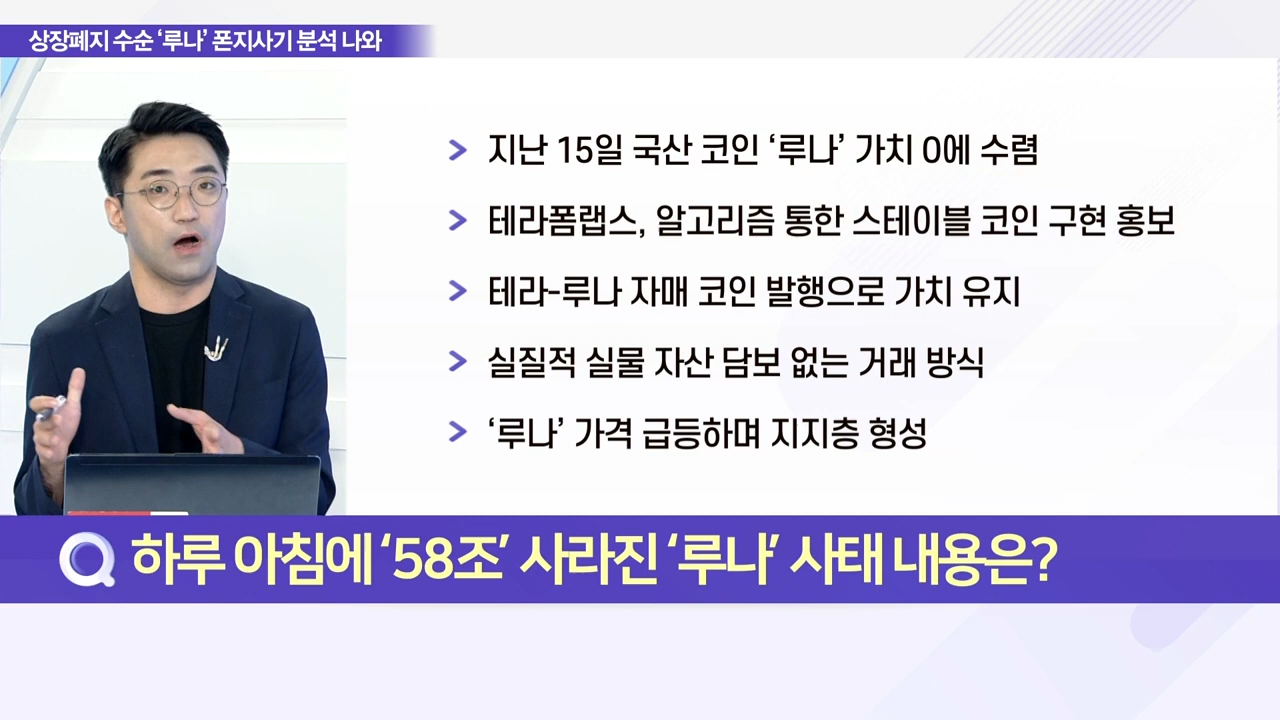 상장폐지 수순 ‘루나’ 폰지사기 분석 나와
> 지난 15일 국산 코인 ‘루나’ 가치 0에 수렴
> 테라폼랩스, 알고리즘 통한 스테이블 코인 구현 홍보
> 테라-루나 자매 코인 발행으로 가치 유지
> 실질적 실물 자산 담보 없는 거래 방식
> ‘루나’ 가격 급등하며 지지층 형성
Q 하루 아침에 ‘58조’ 사라진 ‘루나’ 사태 내용은?